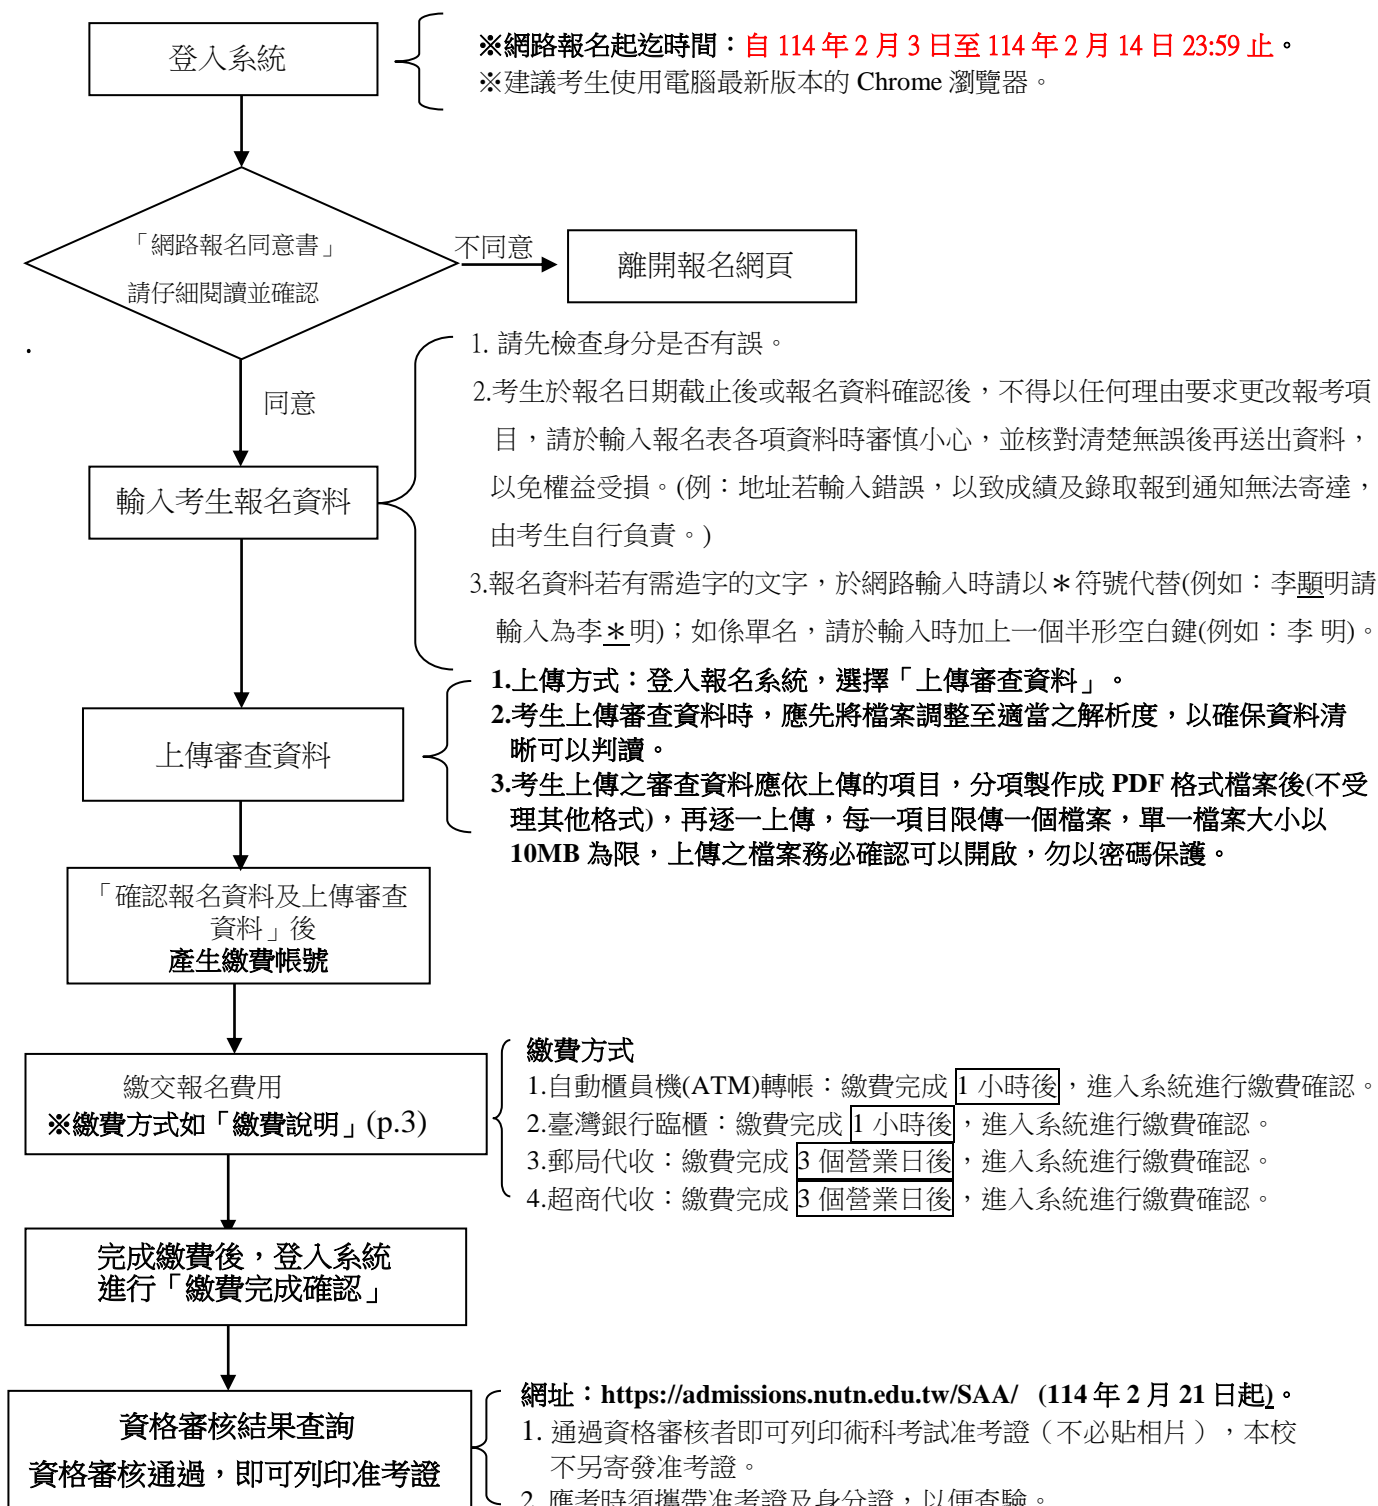 登入系統
※網路報名起迄時間：自 114 年 2 月 3 日至 114 年 2 月 14 日 23:59 止。
※建議考生使用電腦最新版本的 Chrome 瀏覽器。
「網路報名同意書」
請仔細閱讀並確認
不同意
離開報名網頁
.
同意
1. 請先檢查身分是否有誤。
2.考生於報名日期截止後或報名資料確認後，不得以任何理由要求更改報考項
目，請於輸入報名表各項資料時審慎小心，並核對清楚無誤後再送出資料，
以免權益受損。(例：地址若輸入錯誤，以致成績及錄取報到通知無法寄達，
由考生自行負責。)
3.報名資料若有需造字的文字，於網路輸入時請以＊符號代替(例如：李顯明請
輸入為李＊明)；如係單名，請於輸入時加上一個半形空白鍵(例如：李 明)。
輸入考生報名資料
1.上傳方式：登入報名系統，選擇「上傳審查資料」。
2.考生上傳審查資料時，應先將檔案調整至適當之解析度，以確保資料清
晰可以判讀。
3.考生上傳之審查資料應依上傳的項目，分項製作成 PDF 格式檔案後(不受
理其他格式)，再逐一上傳，每一項目限傳一個檔案，單一檔案大小以
10MB 為限，上傳之檔案務必確認可以開啟，勿以密碼保護。
上傳審查資料
「確認報名資料及上傳審查
資料」後
產生繳費帳號
繳交報名費用
※繳費方式如「繳費說明」(p.3)
繳費方式
1.自動櫃員機(ATM)轉帳：繳費完成 1 小時後，進入系統進行繳費確認。
2.臺灣銀行臨櫃：繳費完成 1 小時後，進入系統進行繳費確認。
3.郵局代收：繳費完成 3 個營業日後，進入系統進行繳費確認。
4.超商代收：繳費完成 3 個營業日後，進入系統進行繳費確認。
完成繳費後，登入系統
進行「繳費完成確認」
資格審核結果查詢
資格審核通過，即可列印准考證
網址：https://admissions.nutn.edu.tw/SAA/ (114 年 2 月 21 日起)。
1. 通過資格審核者即可列印術科考試准考證（不必貼相片），本校
不另寄發准考證。
2. 應考時須攜帶准考證及身分證，以便查驗。